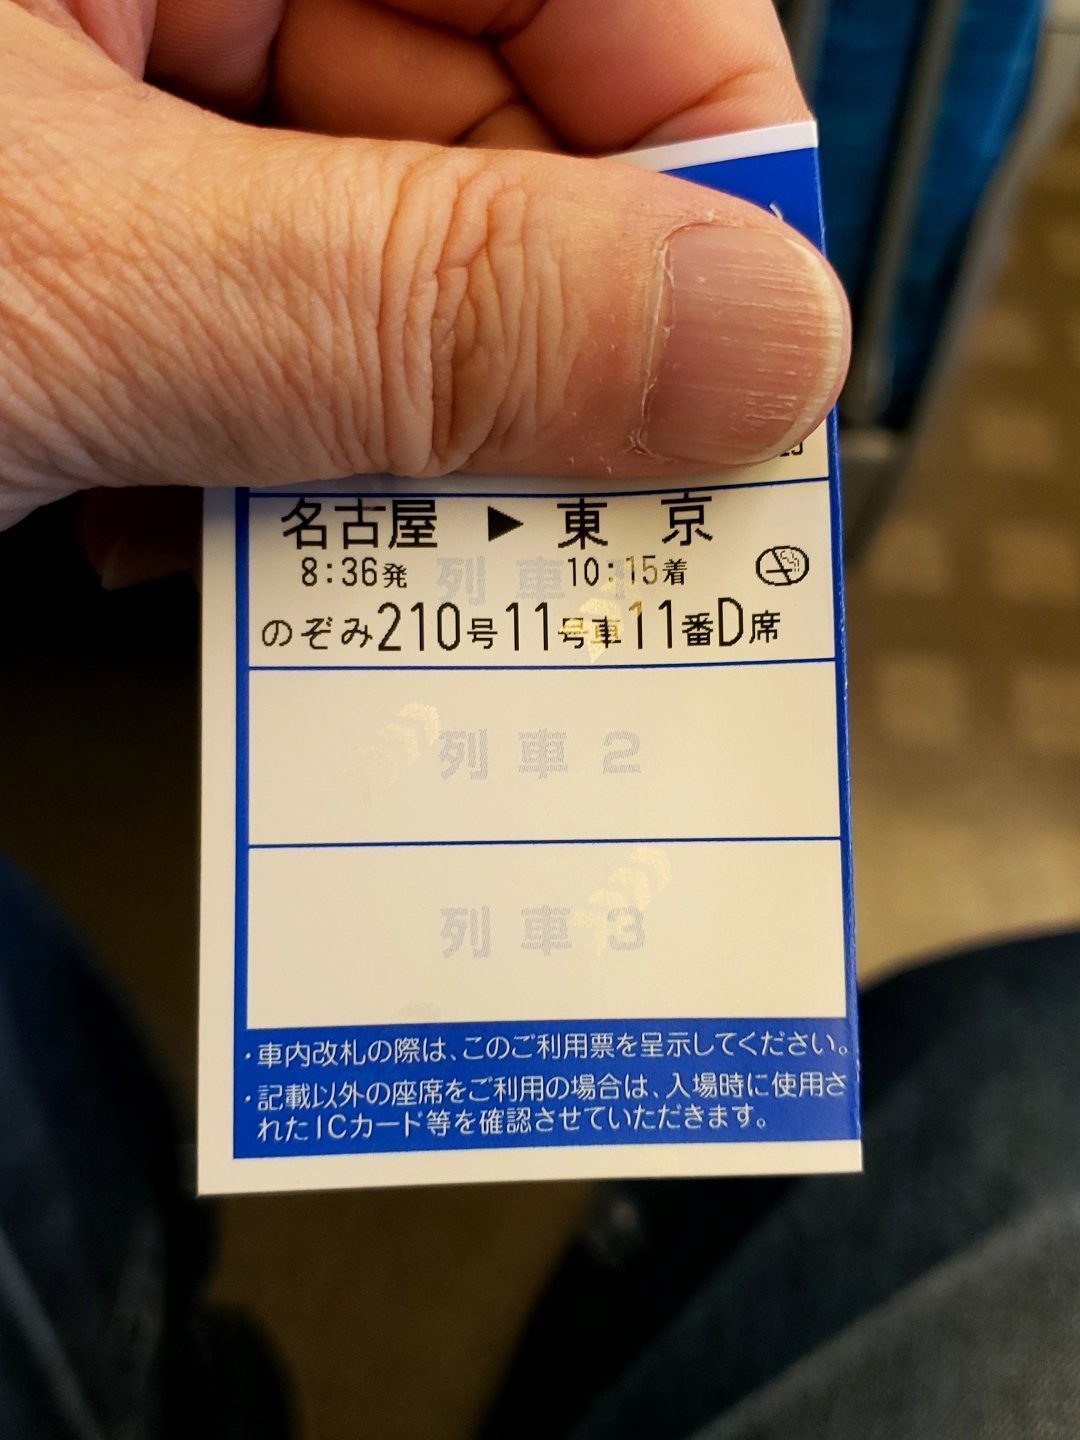 名古屋 ▶ 東 京
8:36発 10:15着
列 車
のぞみ210号11号車11番D席
列 車 2
列 車 3
・車内改札の際は、このご利用票を呈示してください。
・記載以外の座席をご利用の場合は、入場時に使用さ
れたICカード等を確認させていただきます。